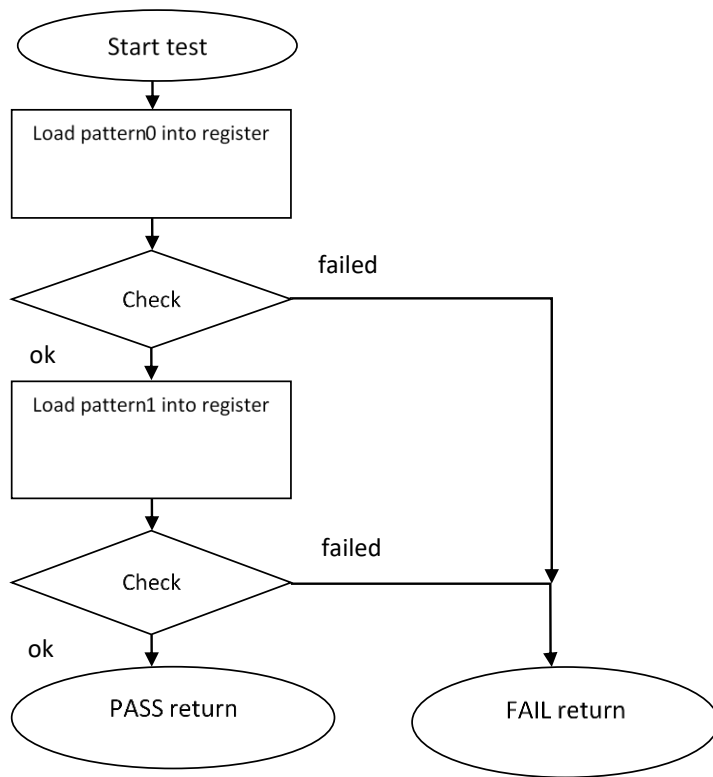 Start test
Load pattern0 into register
failed
Check
ok
Load pattern1 into register
failed
Check
ok
PASS return
FAIL return